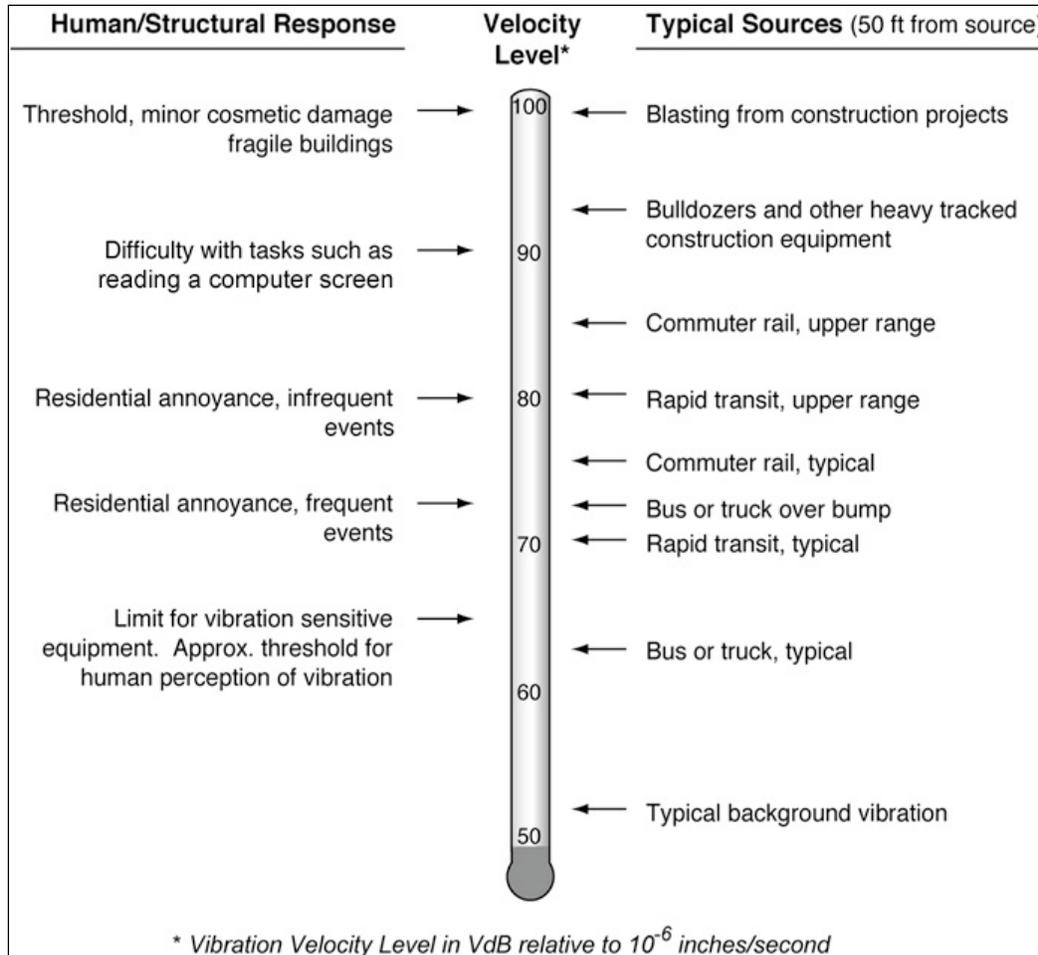 Human/Structural Response
Velocity
Level*
Typical Sources (50 ft from source)
Threshold, minor cosmetic damage
fragile buildings
100
Blasting from construction projects
Bulldozers and other heavy tracked
construction equipment
Difficulty with tasks such as
reading a computer screen
90
Commuter rail, upper range
Residential annoyance, infrequent
events
80
Rapid transit, upper range
Commuter rail, typical
Residential annoyance, frequent
events
Bus or truck over bump
70
Rapid transit, typical
Limit for vibration sensitive
equipment. Approx. threshold for
human perception of vibration
Bus or truck, typical
60
Typical background vibration
50
* Vibration Velocity Level in VdB relative to 10⁻⁶ inches/second